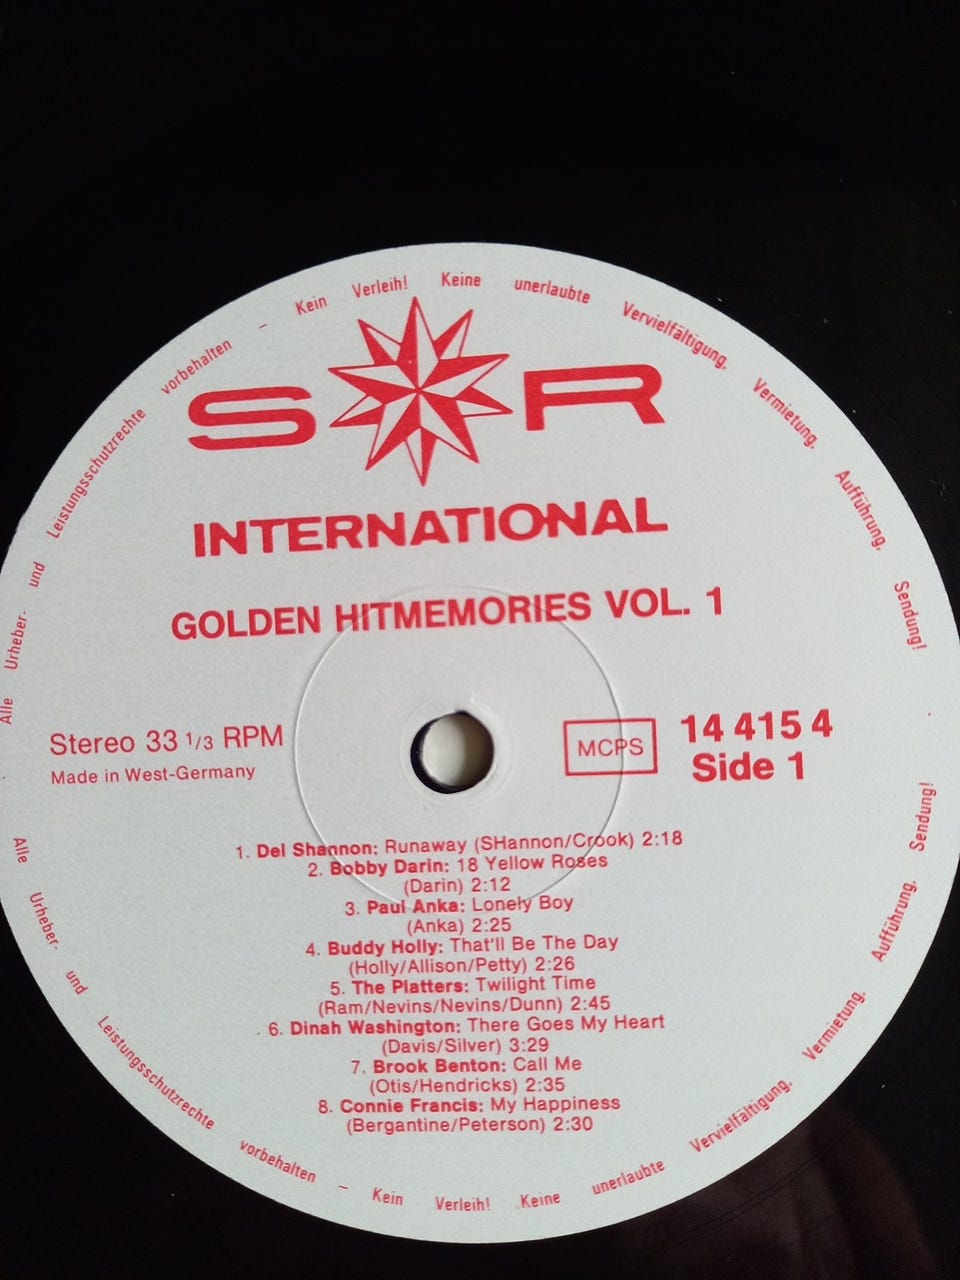 Alle Urheber- und Leistungsschutzrechte vorbehalten – Kein Verleih! Keine unerlaubte Vervielfältigung, Vermietung, Aufführung, Sendung!
S R
INTERNATIONAL
GOLDEN HITMEMORIES VOL. 1
Stereo 33 1/3 RPM
Made in West-Germany
MCPS
14 415 4
Side 1
1. Del Shannon: Runaway (SHannon/Crook) 2:18
2. Bobby Darin: 18 Yellow Roses
(Darin) 2:12
3. Paul Anka: Lonely Boy
(Anka) 2:25
4. Buddy Holly: That'll Be The Day
(Holly/Allison/Petty) 2:26
5. The Platters: Twilight Time
(Ram/Nevins/Nevins/Dunn) 2:45
6. Dinah Washington: There Goes My Heart
(Davis/Silver) 3:29
7. Brook Benton: Call Me
(Otis/Hendricks) 2:35
8. Connie Francis: My Happiness
(Bergantine/Peterson) 2:30
Alle Urheber- und Leistungsschutzrechte vorbehalten – Kein Verleih! Keine unerlaubte Vervielfältigung, Vermietung, Aufführung, Sendung!